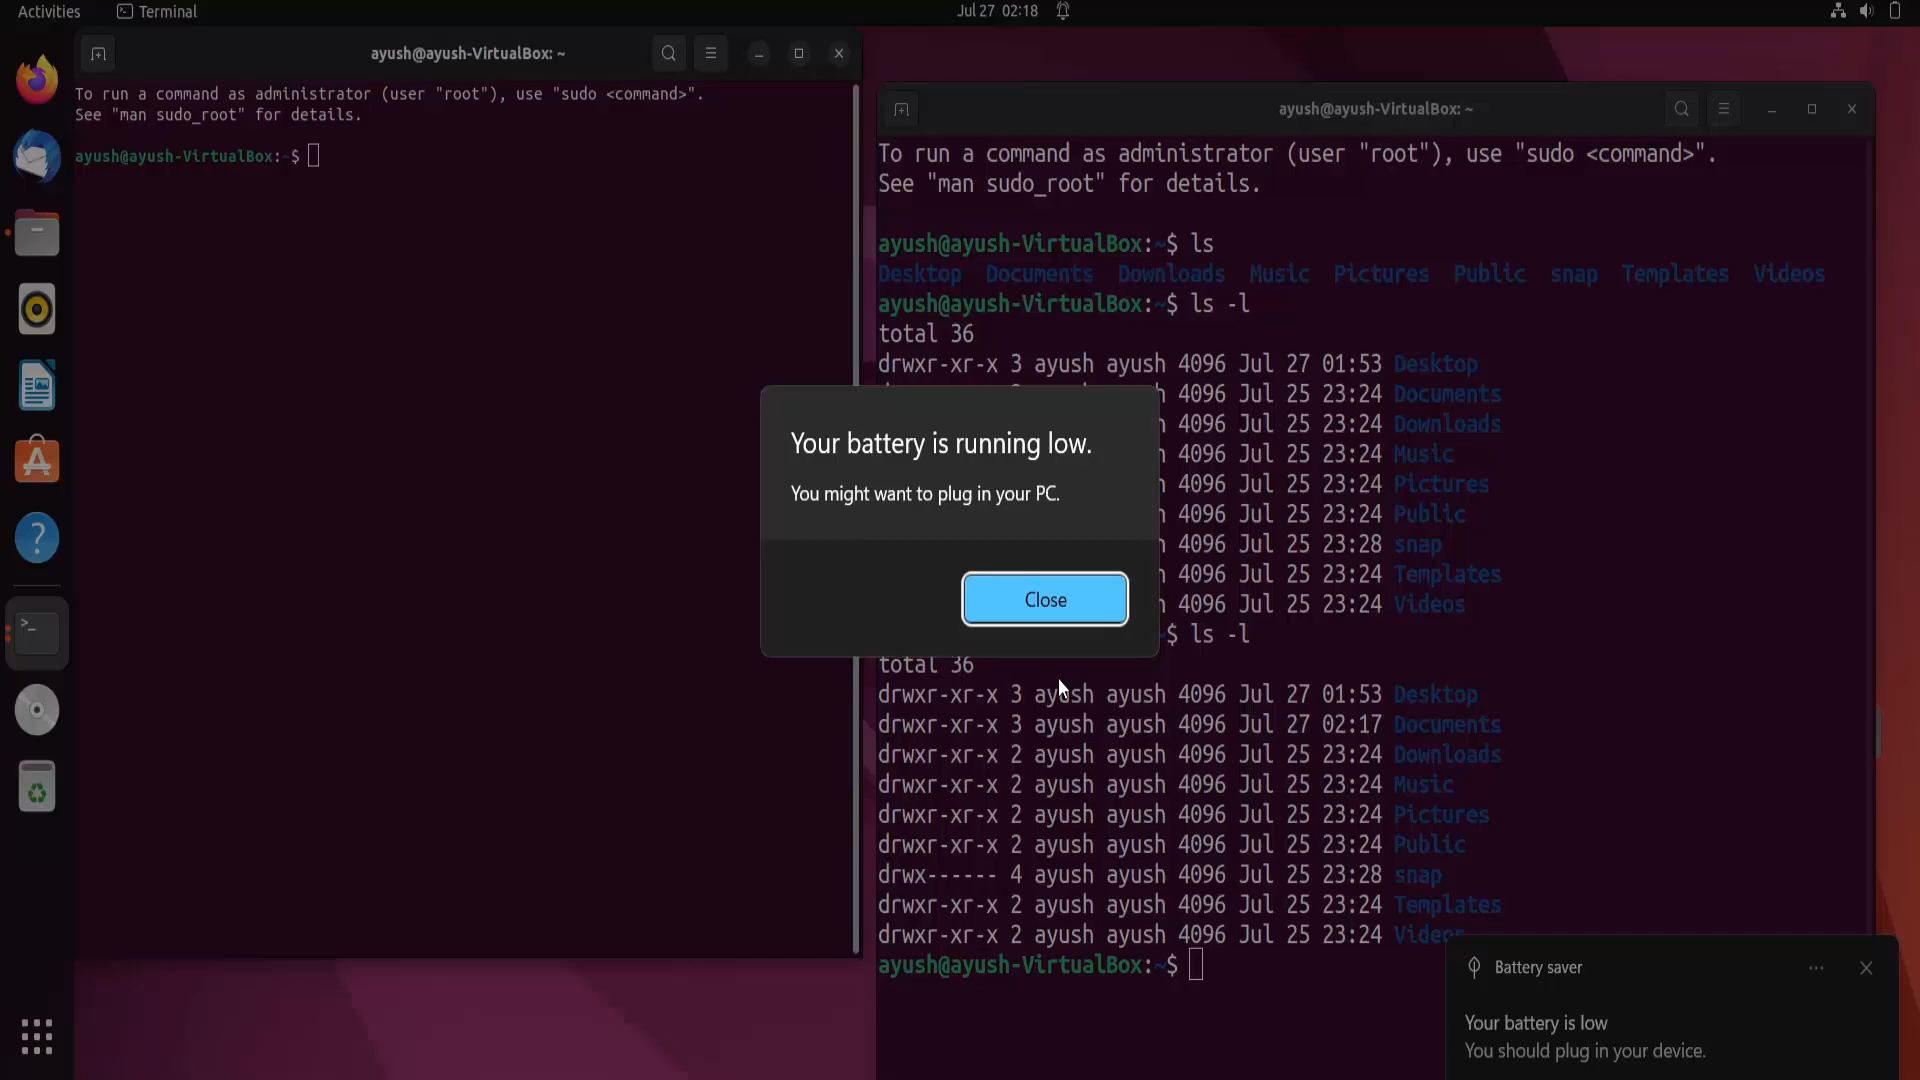 Activities Terminal Jul 27 02:18
ayush@ayush-VirtualBox: ~
To run a command as administrator (user "root"), use "sudo <command>".
See "man sudo_root" for details.
ayush@ayush-VirtualBox:~$
ayush@ayush-VirtualBox: ~
To run a command as administrator (user "root"), use "sudo <command>".
See "man sudo_root" for details.
ayush@ayush-VirtualBox:~$ ls
Desktop Documents Downloads Music Pictures Public snap Templates Videos
ayush@ayush-VirtualBox:~$ ls -l
total 36
drwxr-xr-x 3 ayush ayush 4096 Jul 27 01:53 Desktop
4096 Jul 25 23:24 Documents
4096 Jul 25 23:24 Downloads
4096 Jul 25 23:24 Music
4096 Jul 25 23:24 Pictures
4096 Jul 25 23:24 Public
4096 Jul 25 23:28 snap
4096 Jul 25 23:24 Templates
4096 Jul 25 23:24 Videos
$ ls -l
total 36
drwxr-xr-x 3 ayush ayush 4096 Jul 27 01:53 Desktop
drwxr-xr-x 3 ayush ayush 4096 Jul 27 02:17 Documents
drwxr-xr-x 2 ayush ayush 4096 Jul 25 23:24 Downloads
drwxr-xr-x 2 ayush ayush 4096 Jul 25 23:24 Music
drwxr-xr-x 2 ayush ayush 4096 Jul 25 23:24 Pictures
drwxr-xr-x 2 ayush ayush 4096 Jul 25 23:24 Public
drwx------ 4 ayush ayush 4096 Jul 25 23:28 snap
drwxr-xr-x 2 ayush ayush 4096 Jul 25 23:24 Templates
drwxr-xr-x 2 ayush ayush 4096 Jul 25 23:24 Videos
ayush@ayush-VirtualBox:~$
Your battery is running low.
You might want to plug in your PC.
Close
Battery saver
Your battery is low
You should plug in your device.